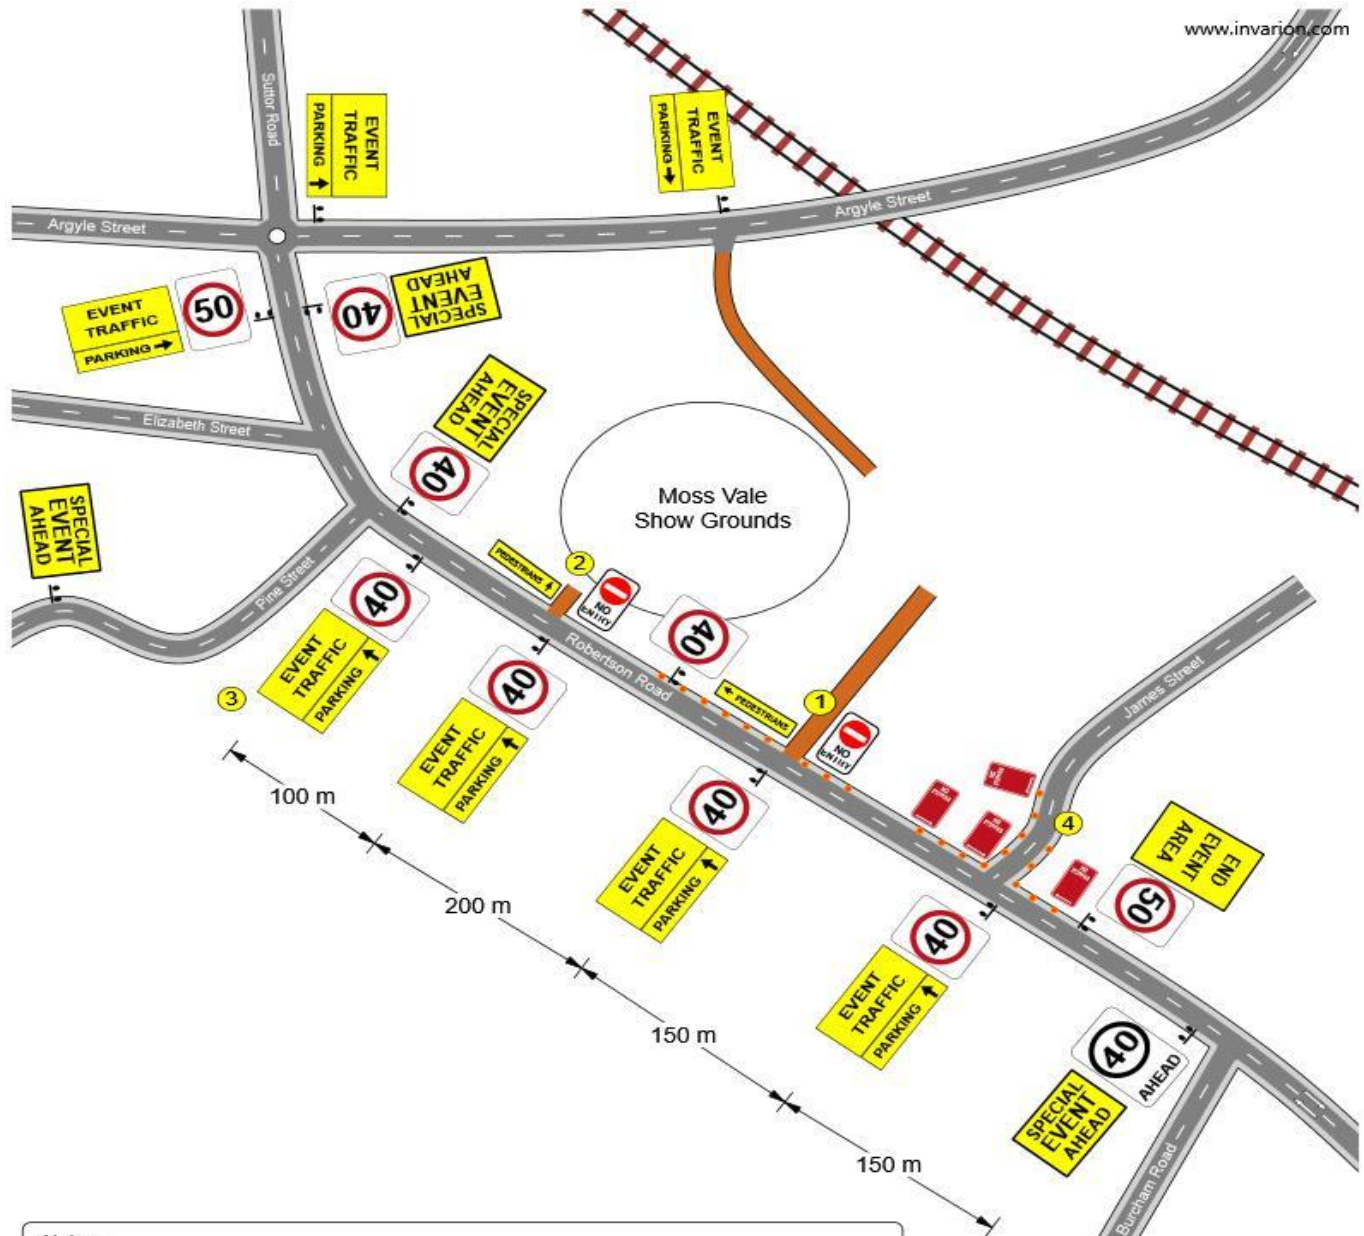 www.invarion.com
Suttor Road
EVENT
TRAFFIC
PARKING →
EVENT
TRAFFIC
PARKING →
Argyle Street
Argyle Street
EVENT
TRAFFIC
PARKING →
50
40
SPECIAL
EVENT
AHEAD
SPECIAL
EVENT
AHEAD
40
Elizabeth Street
SPECIAL
EVENT
AHEAD
Moss Vale
Show Grounds
Pine Street
PEDESTRIANS
2
NO
ENTRY
40
EVENT
TRAFFIC
PARKING
3
40
EVENT
TRAFFIC
PARKING
Robertson Road
40
← PEDESTRIANS
1
NO
ENTRY
James Street
40
EVENT
TRAFFIC
PARKING
4
END
EVENT
AREA
50
40
EVENT
TRAFFIC
PARKING
40
AHEAD
SPECIAL
EVENT
AHEAD
Burcham Road
100 m
200 m
150 m
150 m